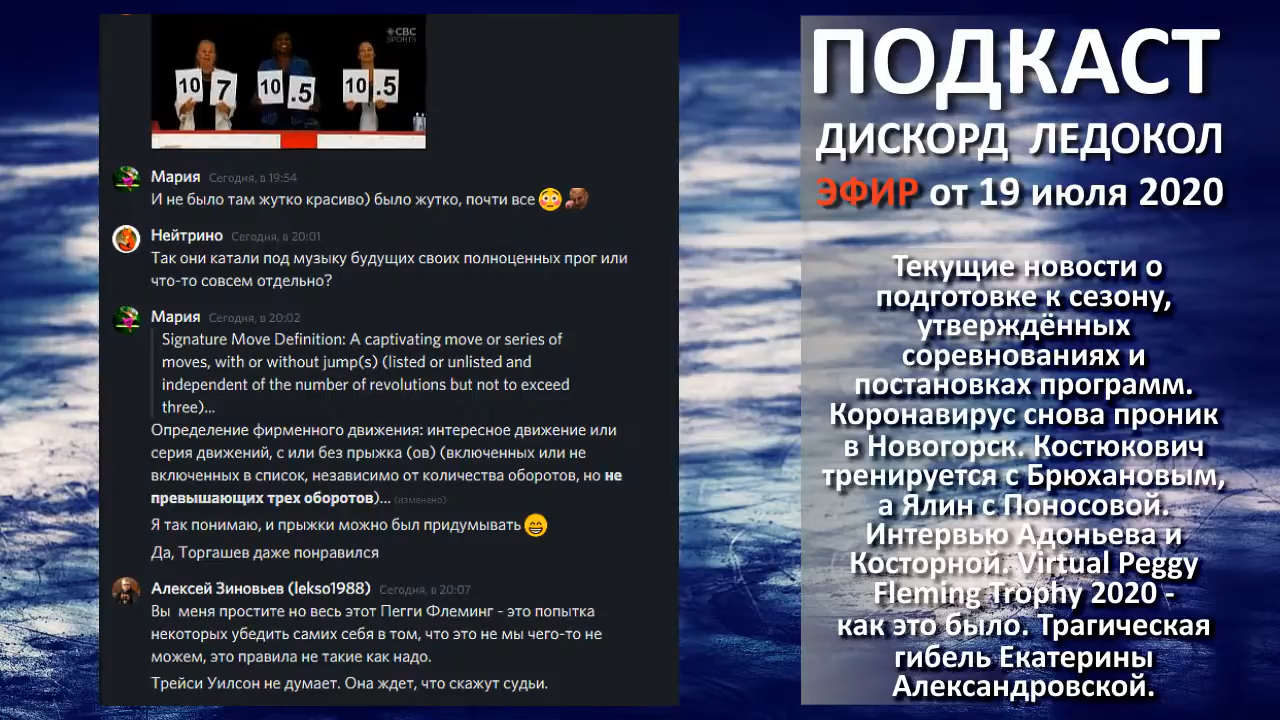 CBC
SPORTS
10 7 10 .5 10 .5
Мария Сегодня, в 19:54
И не было там жутко красиво) было жутко, почти все
Нейтрино Сегодня, в 20:01
Так они катали под музыку будущих своих полноценных прог или
что-то совсем отдельно?
Мария Сегодня, в 20:02
Signature Move Definition: A captivating move or series of
moves, with or without jump(s) (listed or unlisted and
independent of the number of revolutions but not to exceed
three)...
Определение фирменного движения: интересное движение или
серия движений, с или без прыжка (ов) (включенных или не
включенных в список, независимо от количества оборотов, но не
превышающих трех оборотов)... (изменено)
Я так понимаю, и прыжки можно был придумывать
Да, Торгашев даже понравился
Алексей Зиновьев (lekso1988) Сегодня, в 20:07
Вы меня простите но весь этот Пегги Флеминг - это попытка
некоторых убедить самих себя в том, что это не мы чего-то не
можем, это правила не такие как надо.
Трейси Уилсон не думает. Она ждет, что скажут судьи.
ПОДКАСТ
ДИСКОРД ЛЕДОКОЛ
ЭФИР от 19 июля 2020
Текущие новости о
подготовке к сезону,
утверждённых
соревнованиях и
постановках программ.
Коронавирус снова проник
в Новогорск. Костюкович
тренируется с Брюхановым,
а Ялин с Поносовой.
Интервью Адоньева и
Косторной. Virtual Peggy
Fleming Trophy 2020 -
как это было. Трагическая
гибель Екатерины
Александровской.